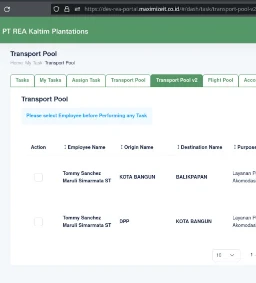 https://dev-rea-portal.maximizeit.co.id/#/dash/task/transport-pool-v2
PT REA Kaltim Plantations
Transport Pool
Home · My Task · Transport Pool
Tasks My Tasks Assign Task Transport Pool Transport Pool v2 Flight Pool Acco
Transport Pool
Please select Employee before Performing any Task
Action Employee Name Origin Name Destination Name Purpose
Tommy Sanchez
Maruli Simarmata ST
KOTA BANGUN
BALIKPAPAN
Layanan P
Akomodas
Tommy Sanchez
Maruli Simarmata ST
DPP
KOTA BANGUN
Layanan P
Akomodas
1 -